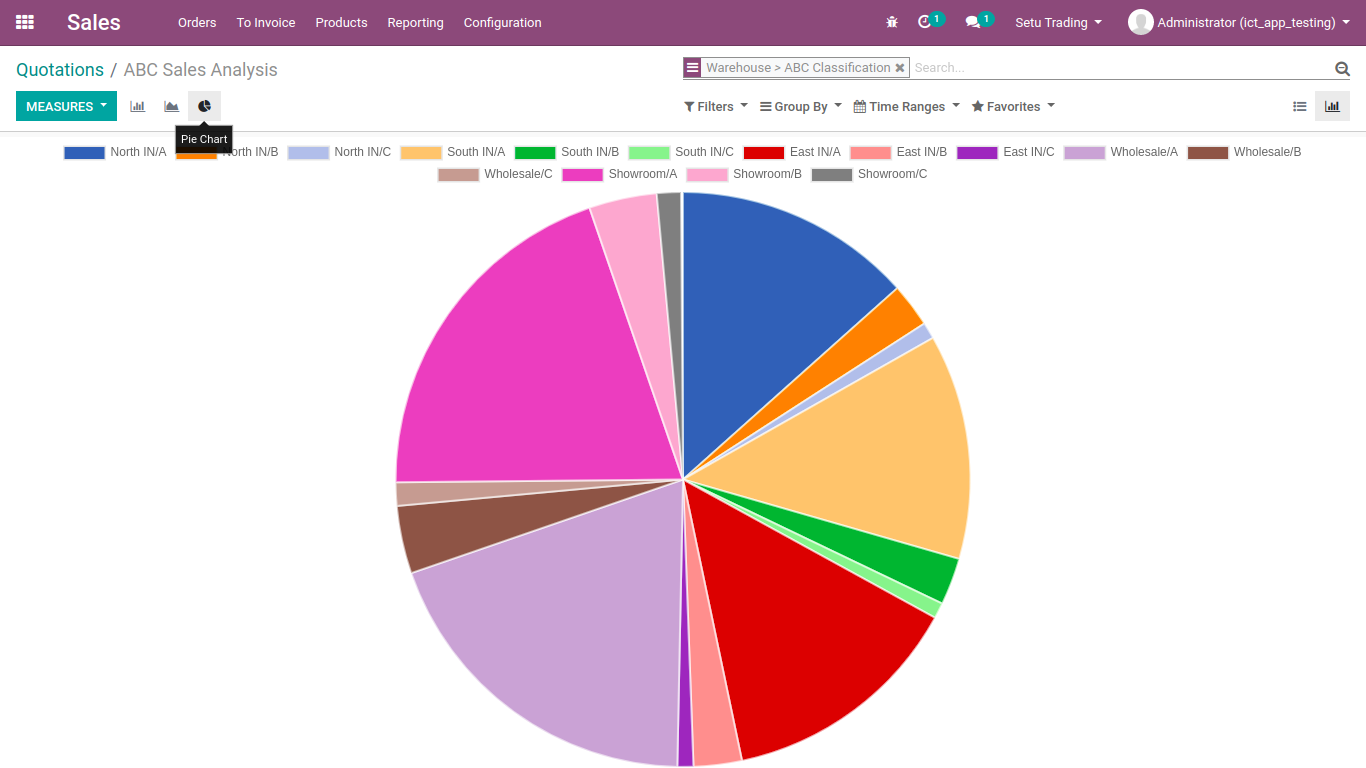 Sales Orders To Invoice Products Reporting Configuration 1 1 Setu Trading Administrator (ict_app_testing)
Quotations / ABC Sales Analysis
Warehouse > ABC Classification Search...
MEASURES Filters Group By Time Ranges Favorites
Pie Chart
North IN/A North IN/B North IN/C South IN/A South IN/B South IN/C East IN/A East IN/B East IN/C Wholesale/A Wholesale/B
Wholesale/C Showroom/A Showroom/B Showroom/C